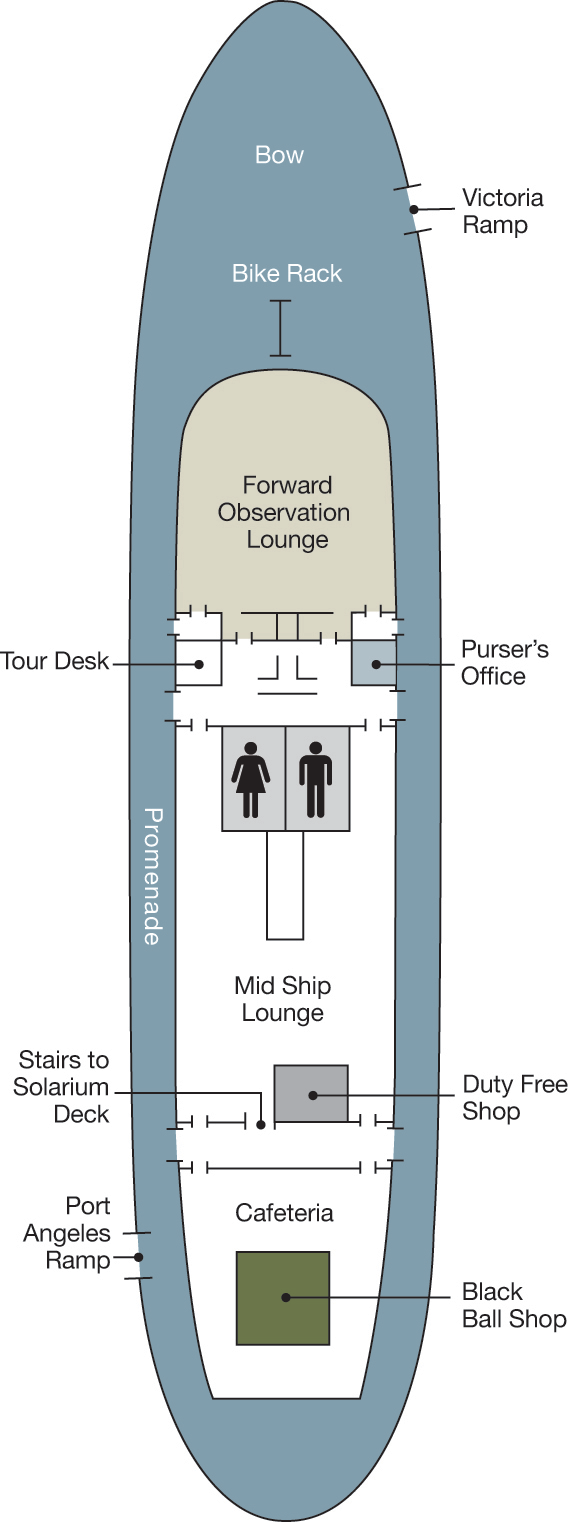 Bow
Victoria
Ramp
Bike Rack
Forward
Observation
Lounge
Tour Desk
Purser’s
Office
Promenade
Mid Ship
Lounge
Stairs to
Solarium
Deck
Duty Free
Shop
Port
Angeles
Ramp
Cafeteria
Black
Ball Shop